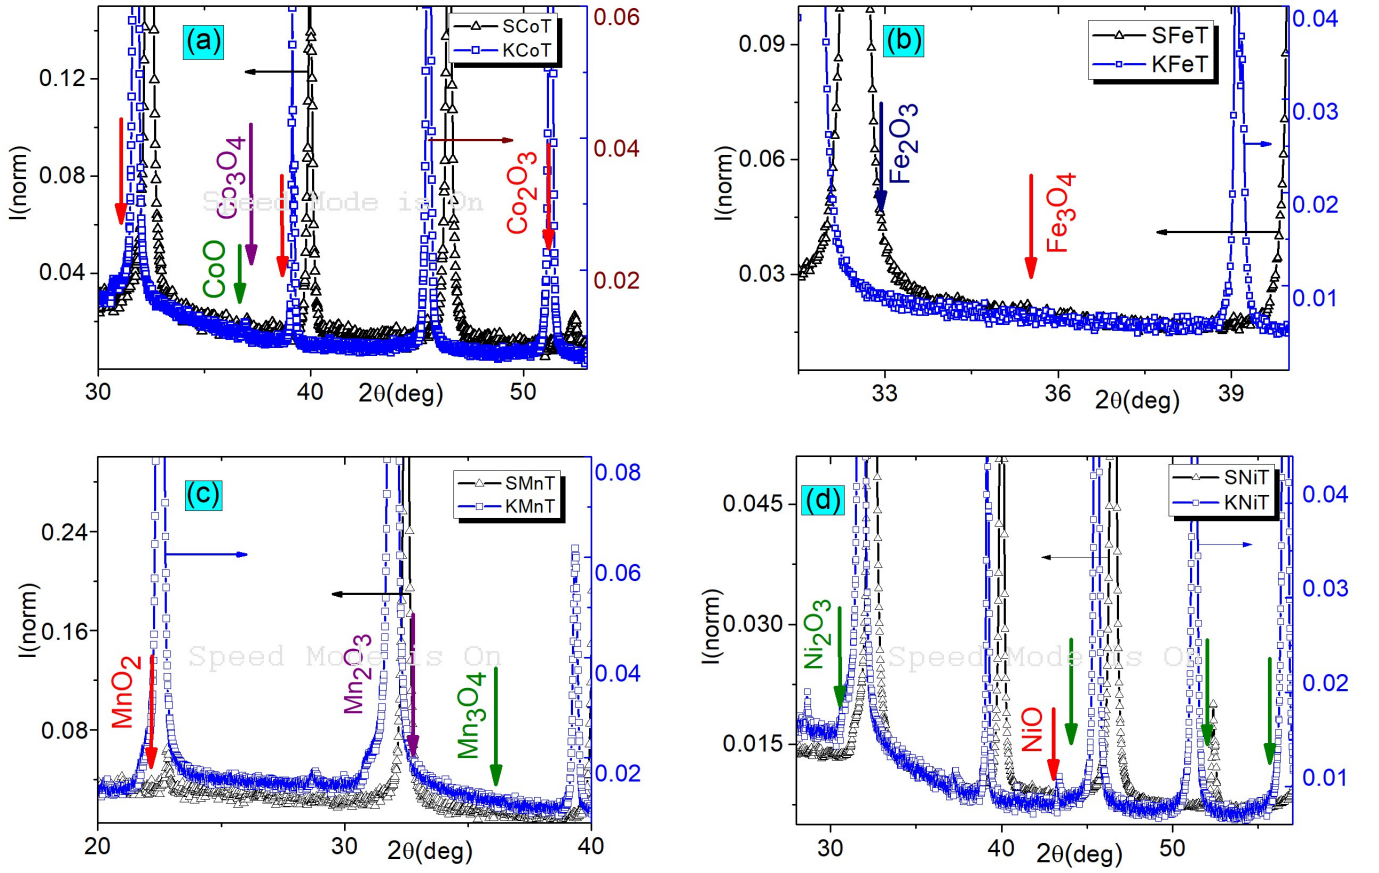 (a)
SCoT
KCoT
0.06
0.12
0.08
0.04
I(norm)
0.04
0.02
CoO
Co3O4
Co2O3
Speed Mode is On
30
40
50
2θ(deg)
(b)
SFeT
KFeT
0.09
0.06
0.03
I(norm)
0.04
0.03
0.02
0.01
Fe2O3
Fe3O4
33
36
39
2θ(deg)
(c)
SMnT
KMnT
0.24
0.16
0.08
I(norm)
0.08
0.06
0.04
0.02
MnO2
Mn2O3
Mn3O4
Speed Mode is On
20
30
40
2θ(deg)
(d)
SNiT
KNiT
0.045
0.030
0.015
I(norm)
0.04
0.03
0.02
0.01
Ni2O3
NiO
Speed Mode is On
30
40
50
2θ(deg)